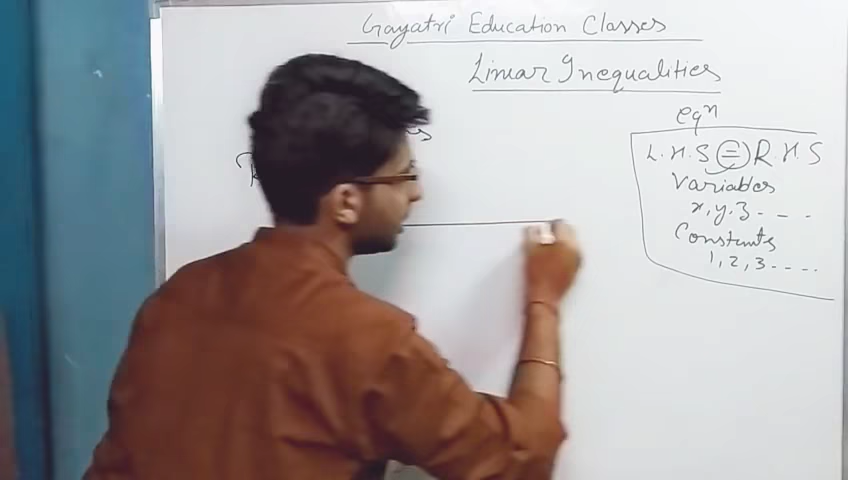 Gayatri Education Classes
Linear Inequalities
eqn
L.H.S = R.H.S
Variables
x, y, z - - -
Constants
1, 2, 3 - - - -